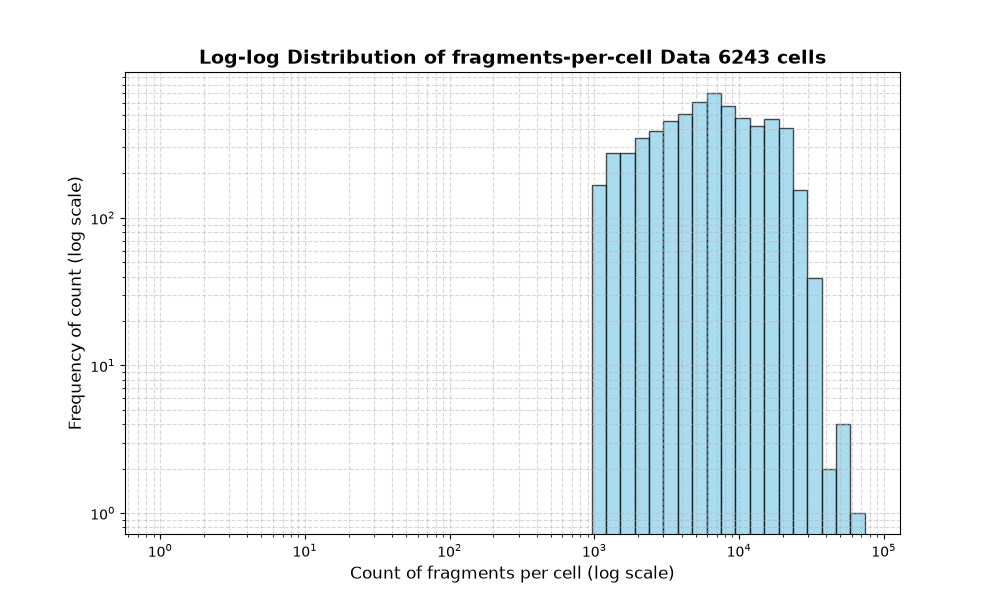 Log-log Distribution of fragments-per-cell Data 6243 cells
Frequency of count (log scale)
10²
10¹
10⁰
10⁰ 10¹ 10² 10³ 10⁴ 10⁵
Count of fragments per cell (log scale)